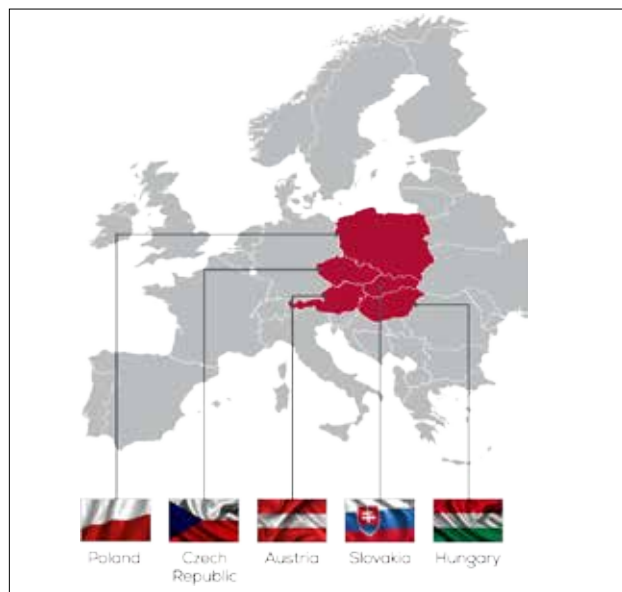 Poland
Czech
Republic
Austria
Slovakia
Hungary